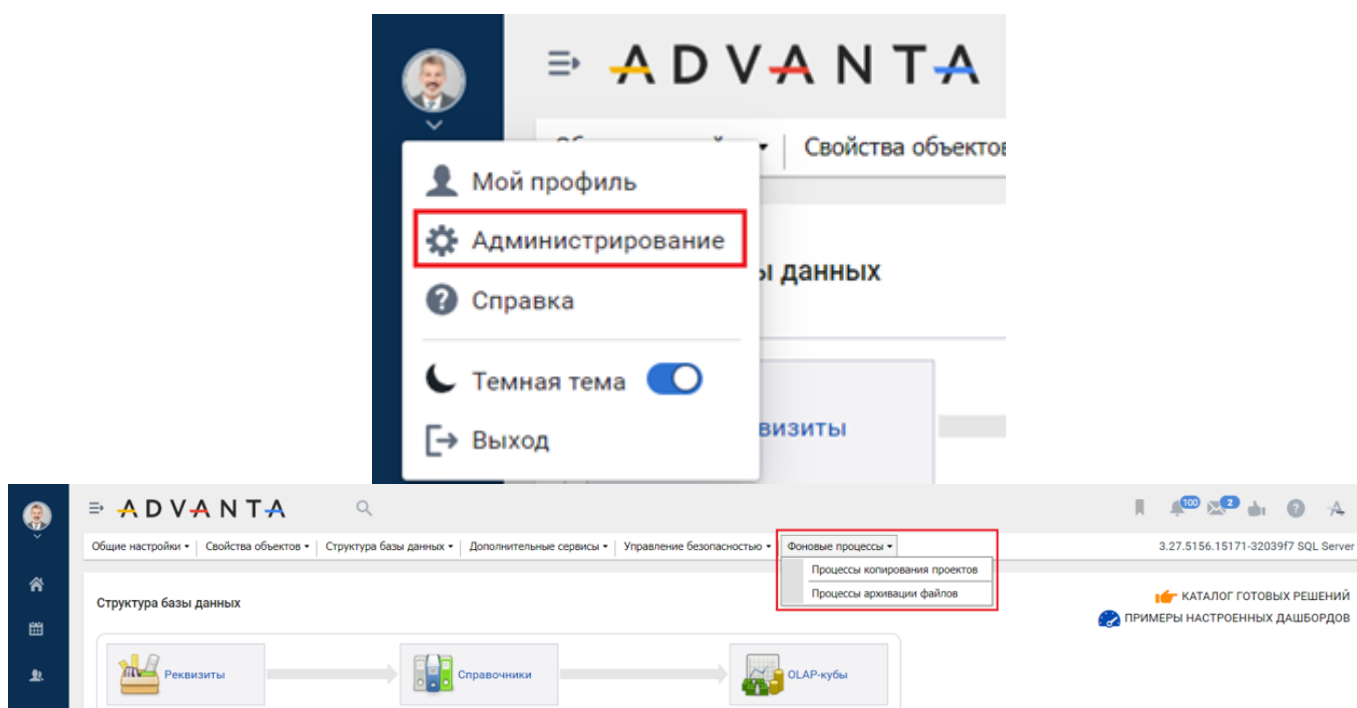 ADVANTA
Свойства объектов
Мой профиль
Администрирование
данных
Справка
Темная тема
визиты
Выход
ADVANTA
100
2
Общие настройки
Свойства объектов
Структура базы данных
Дополнительные сервисы
Управление безопасностью
Фоновые процессы
3.27.5156.15171-32039f7 SQL Server
Процессы копирования проектов
Процессы архивации файлов
Структура базы данных
КАТАЛОГ ГОТОВЫХ РЕШЕНИЙ
ПРИМЕРЫ НАСТРОЕННЫХ ДАШБОРДОВ
Реквизиты
Справочники
OLAP-кубы